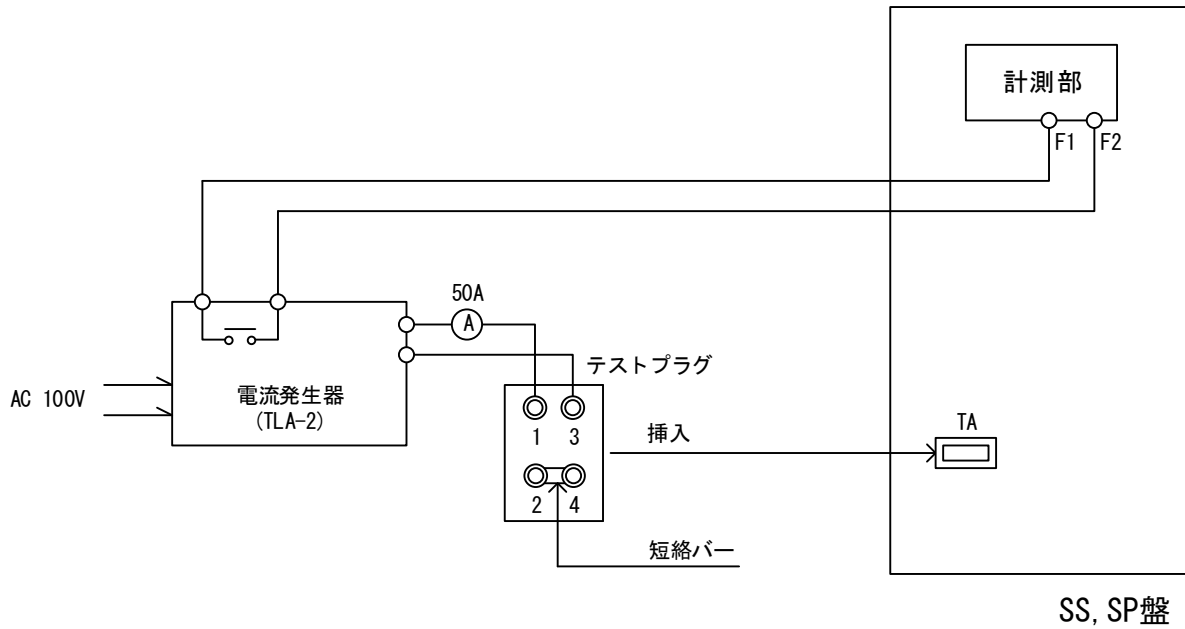 計測部
F1 F2
50A
A
テストプラグ
AC 100V
電流発生器
(TLA-2)
1 3
挿入
TA
2 4
短絡バー
SS, SP盤